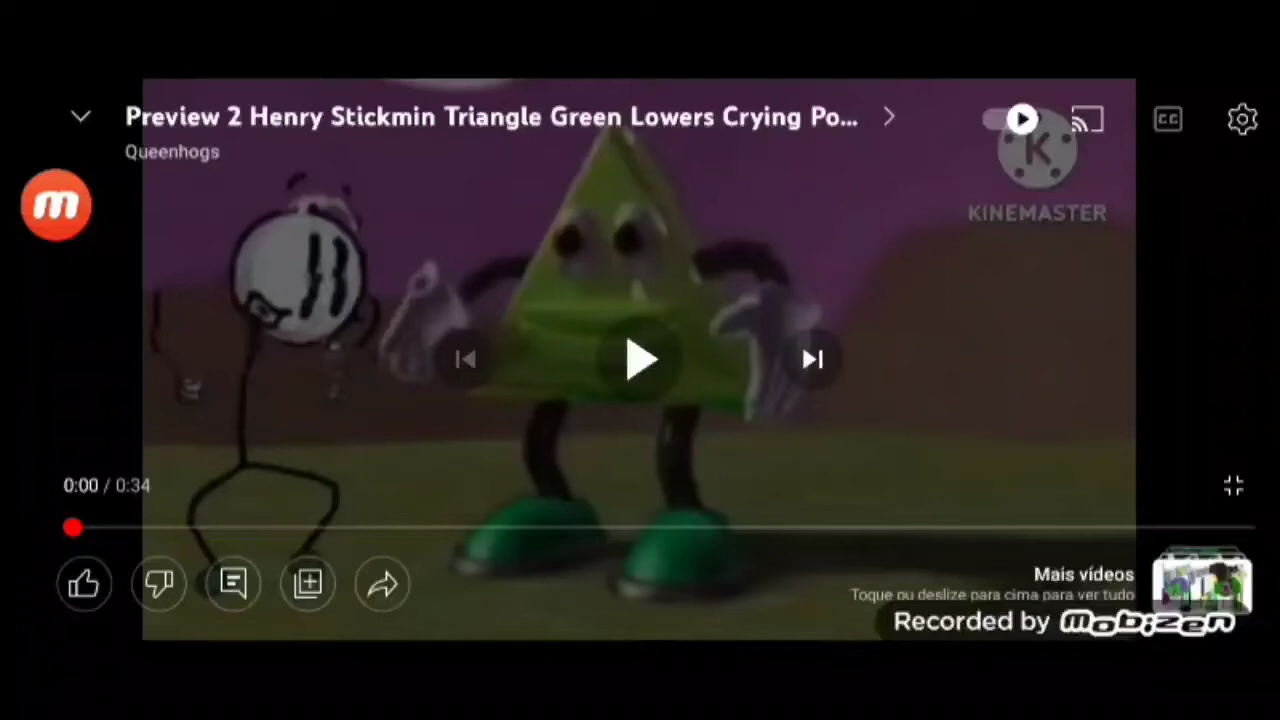 Preview 2 Henry Stickmin Triangle Green Lowers Crying Po...
Queenhogs
CC
m
K
KINEMASTER
0:00 / 0:34
Mais vídeos
Toque ou deslize para cima para ver tudo
Recorded by mobizen